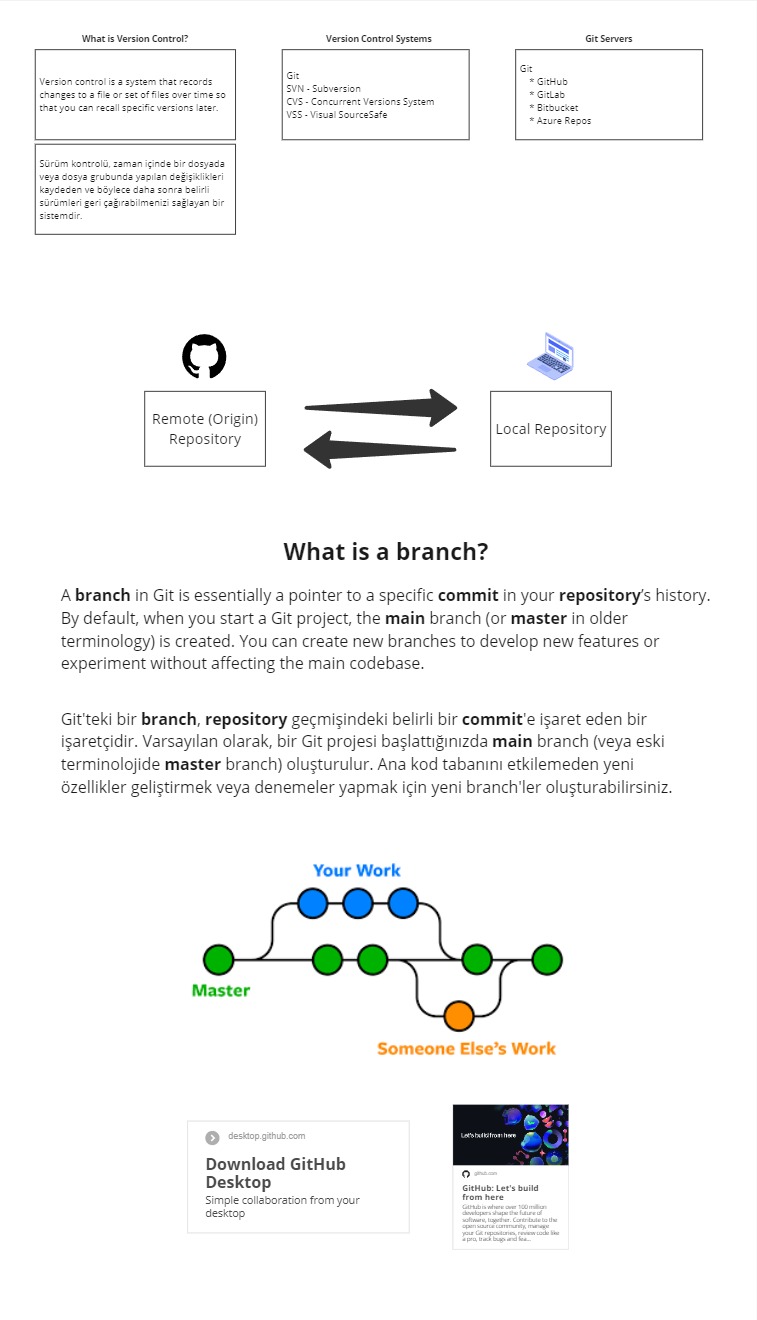 What is Version Control?
Version control is a system that records
changes to a file or set of files over time so
that you can recall specific versions later.
Sürüm kontrolü, zaman içinde bir dosyada
veya dosya grubunda yapılan değişiklikleri
kaydeden ve böylece daha sonra belirli
sürümleri geri çağırabilmenizi sağlayan bir
sistemdir.
Version Control Systems
Git
SVN - Subversion
CVS - Concurrent Versions System
VSS - Visual SourceSafe
Git Servers
Git
* GitHub
* GitLab
* Bitbucket
* Azure Repos
Remote (Origin)
Repository
Local Repository
What is a branch?
A branch in Git is essentially a pointer to a specific commit in your repository's history.
By default, when you start a Git project, the main branch (or master in older
terminology) is created. You can create new branches to develop new features or
experiment without affecting the main codebase.
Git'teki bir branch, repository geçmişindeki belirli bir commit'e işaret eden bir
işaretçidir. Varsayılan olarak, bir Git projesi başlattığınızda main branch (veya eski
terminolojide master branch) oluşturulur. Ana kod tabanını etkilemeden yeni
özellikler geliştirmek veya denemeler yapmak için yeni branch'ler oluşturabilirsiniz.
Your Work
Master
Someone Else's Work
desktop.github.com
Download GitHub
Desktop
Simple collaboration from your
desktop
Let's build from here
github.com
GitHub: Let's build
from here
GitHub is where over 100 million
developers shape the future of
software, together. Contribute to the
open source community, manage
your Git repositories, review code like
a pro, track bugs and fea...